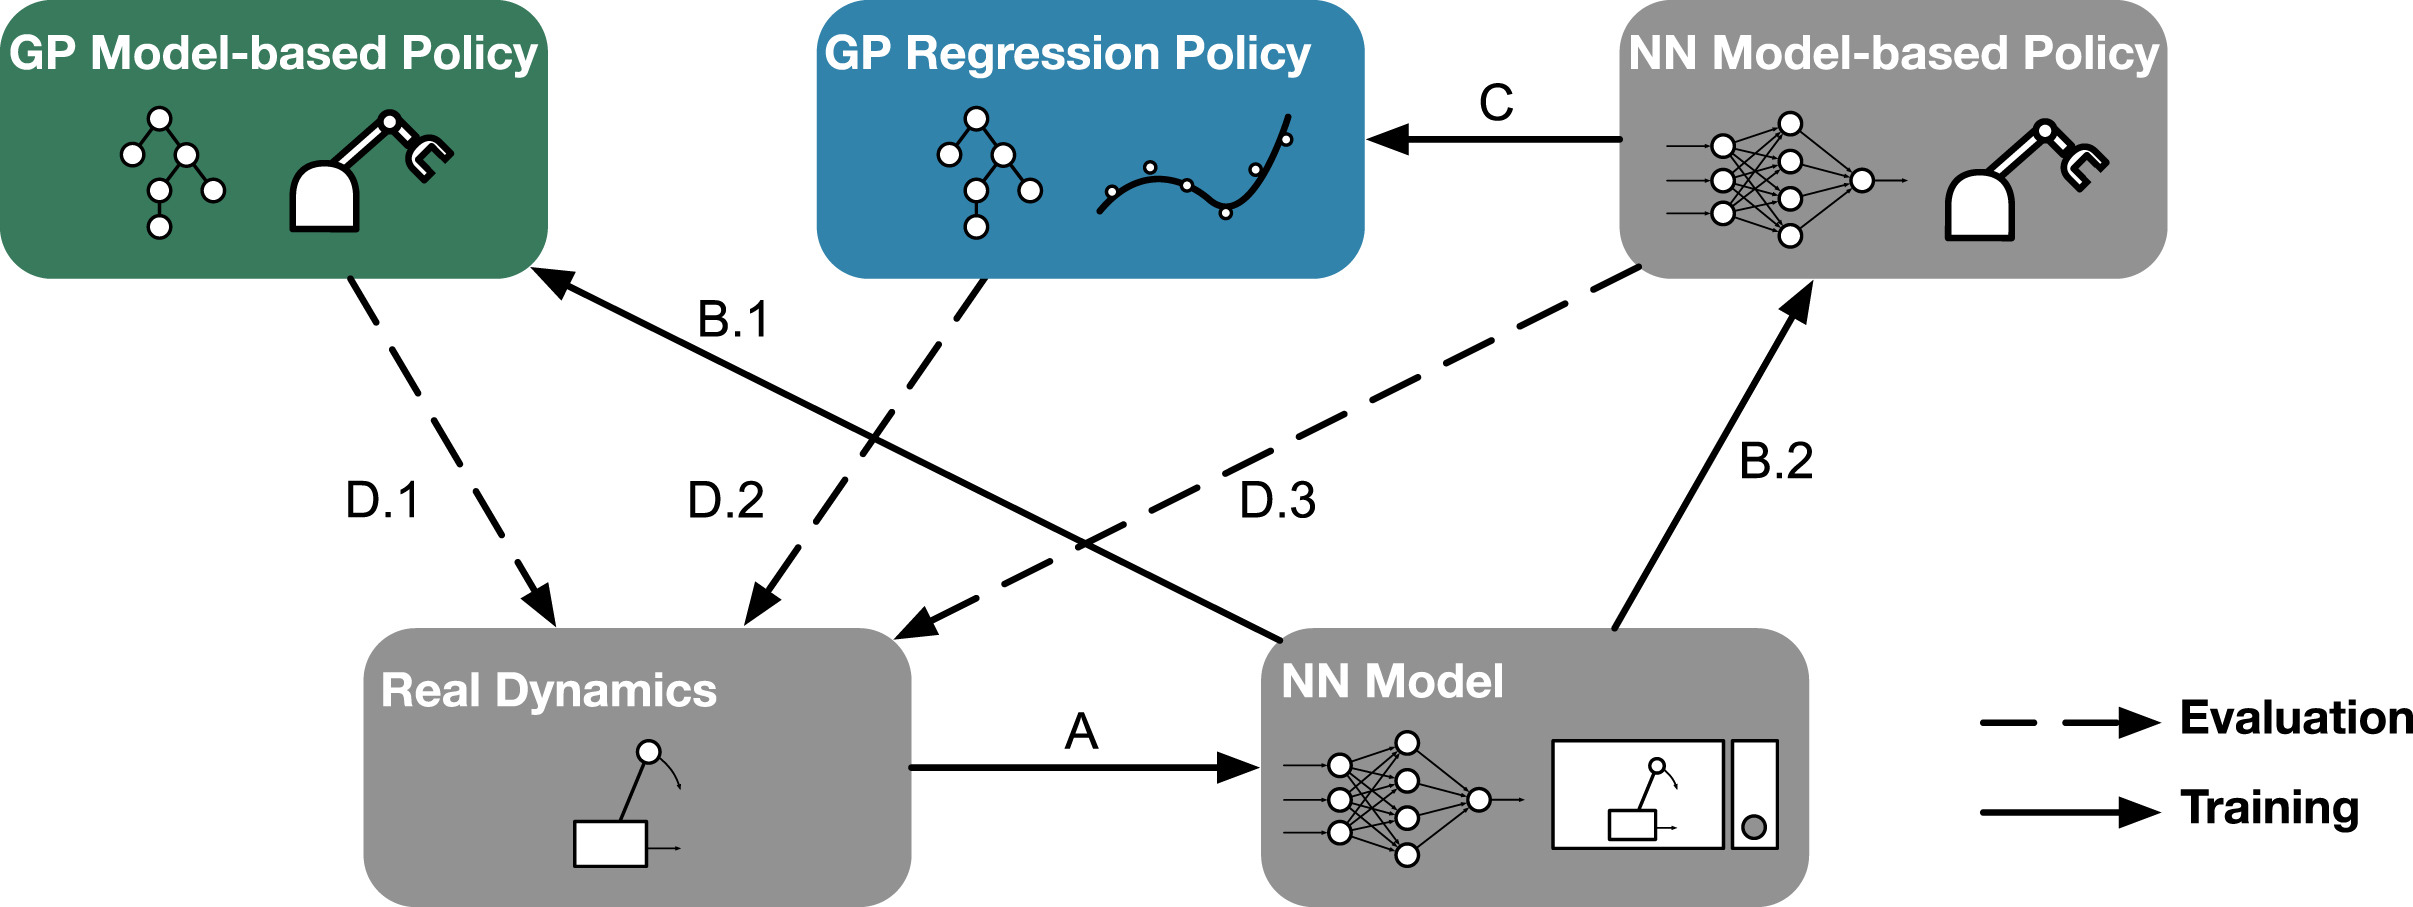 GP Model-based Policy
GP Regression Policy
NN Model-based Policy
C
B.1
B.2
D.1
D.2
D.3
Real Dynamics
A
NN Model
Evaluation
Training